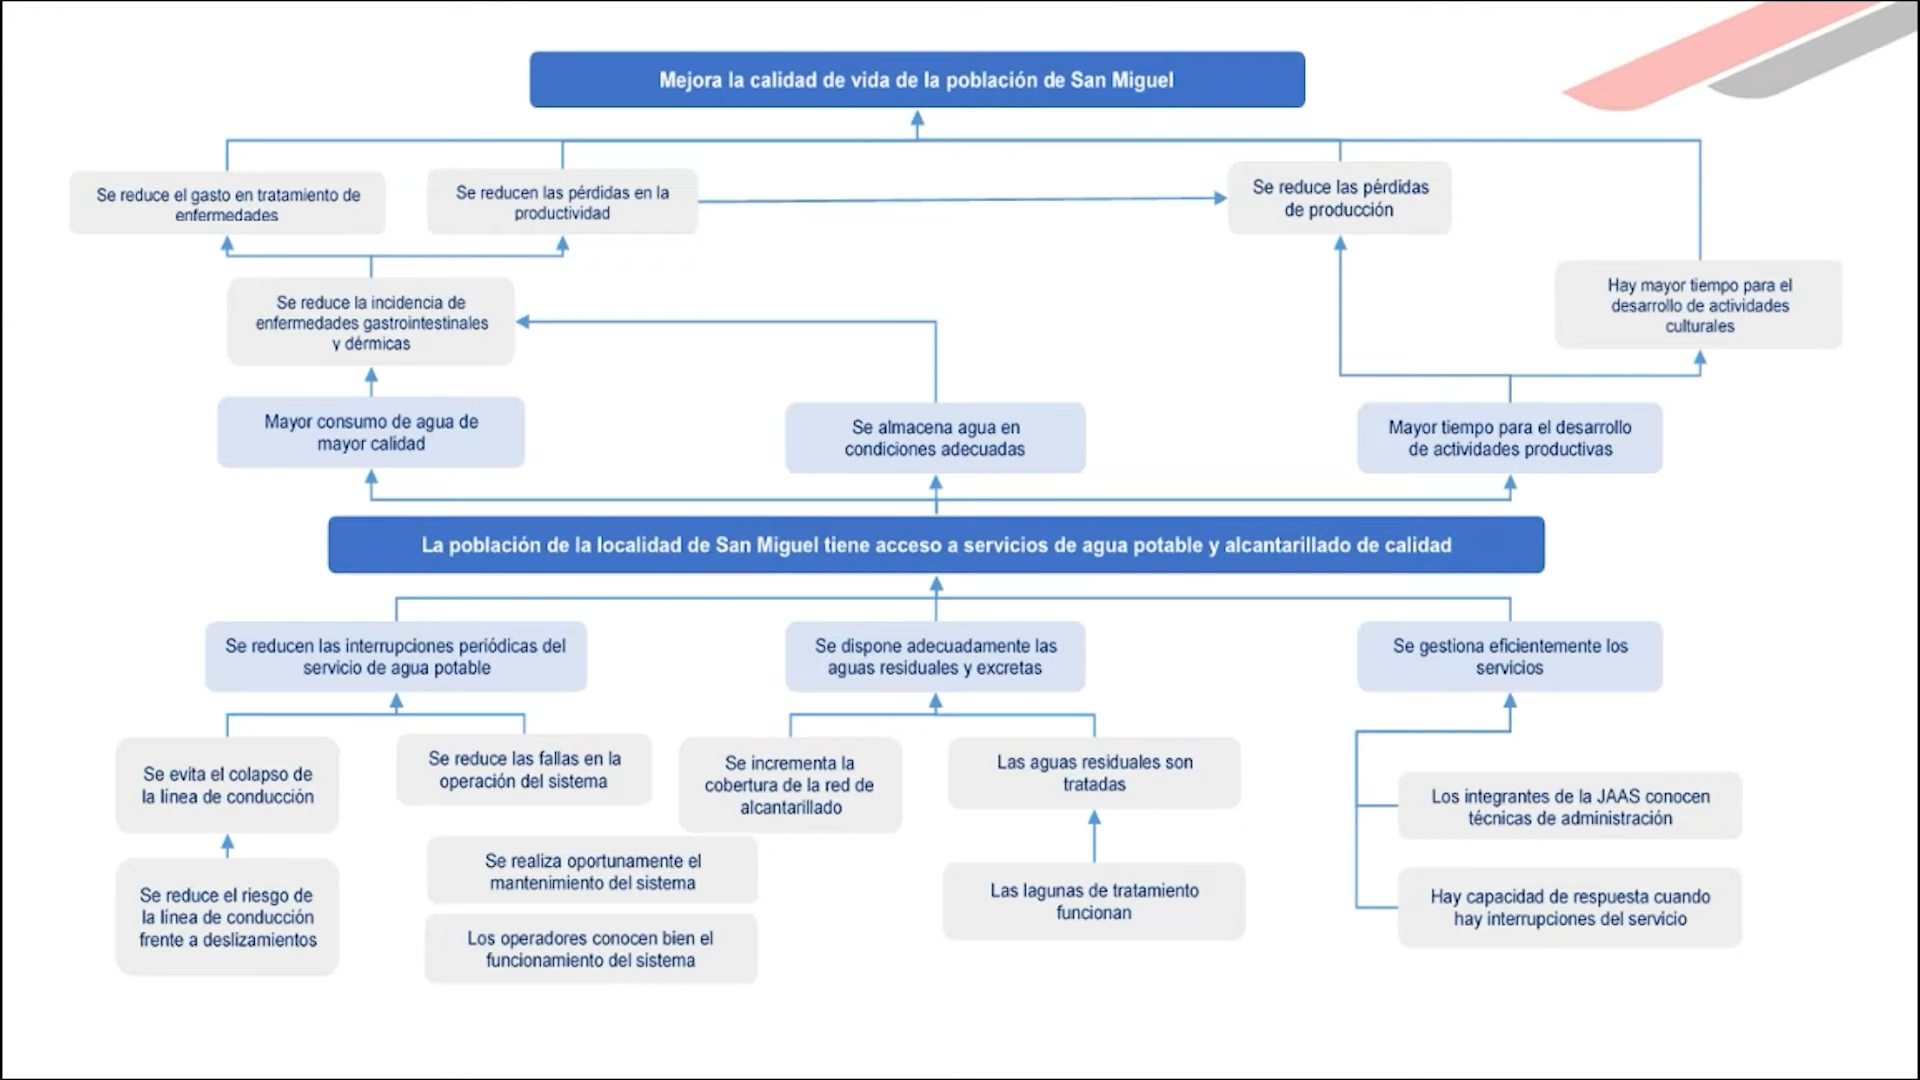 Mejora la calidad de vida de la población de San Miguel
Se reduce el gasto en tratamiento de
enfermedades
Se reducen las pérdidas en la
productividad
Se reduce las pérdidas
de producción
Hay mayor tiempo para el
desarrollo de actividades
culturales
Se reduce la incidencia de
enfermedades gastrointestinales
y dérmicas
Mayor consumo de agua de
mayor calidad
Se almacena agua en
condiciones adecuadas
Mayor tiempo para el desarrollo
de actividades productivas
La población de la localidad de San Miguel tiene acceso a servicios de agua potable y alcantarillado de calidad
Se reducen las interrupciones periódicas del
servicio de agua potable
Se dispone adecuadamente las
aguas residuales y excretas
Se gestiona eficientemente los
servicios
Se evita el colapso de
la línea de conducción
Se reduce las fallas en la
operación del sistema
Se incrementa la
cobertura de la red de
alcantarillado
Las aguas residuales son
tratadas
Los integrantes de la JAAS conocen
técnicas de administración
Se reduce el riesgo de
la línea de conducción
frente a deslizamientos
Se realiza oportunamente el
mantenimiento del sistema
Los operadores conocen bien el
funcionamiento del sistema
Las lagunas de tratamiento
funcionan
Hay capacidad de respuesta cuando
hay interrupciones del servicio